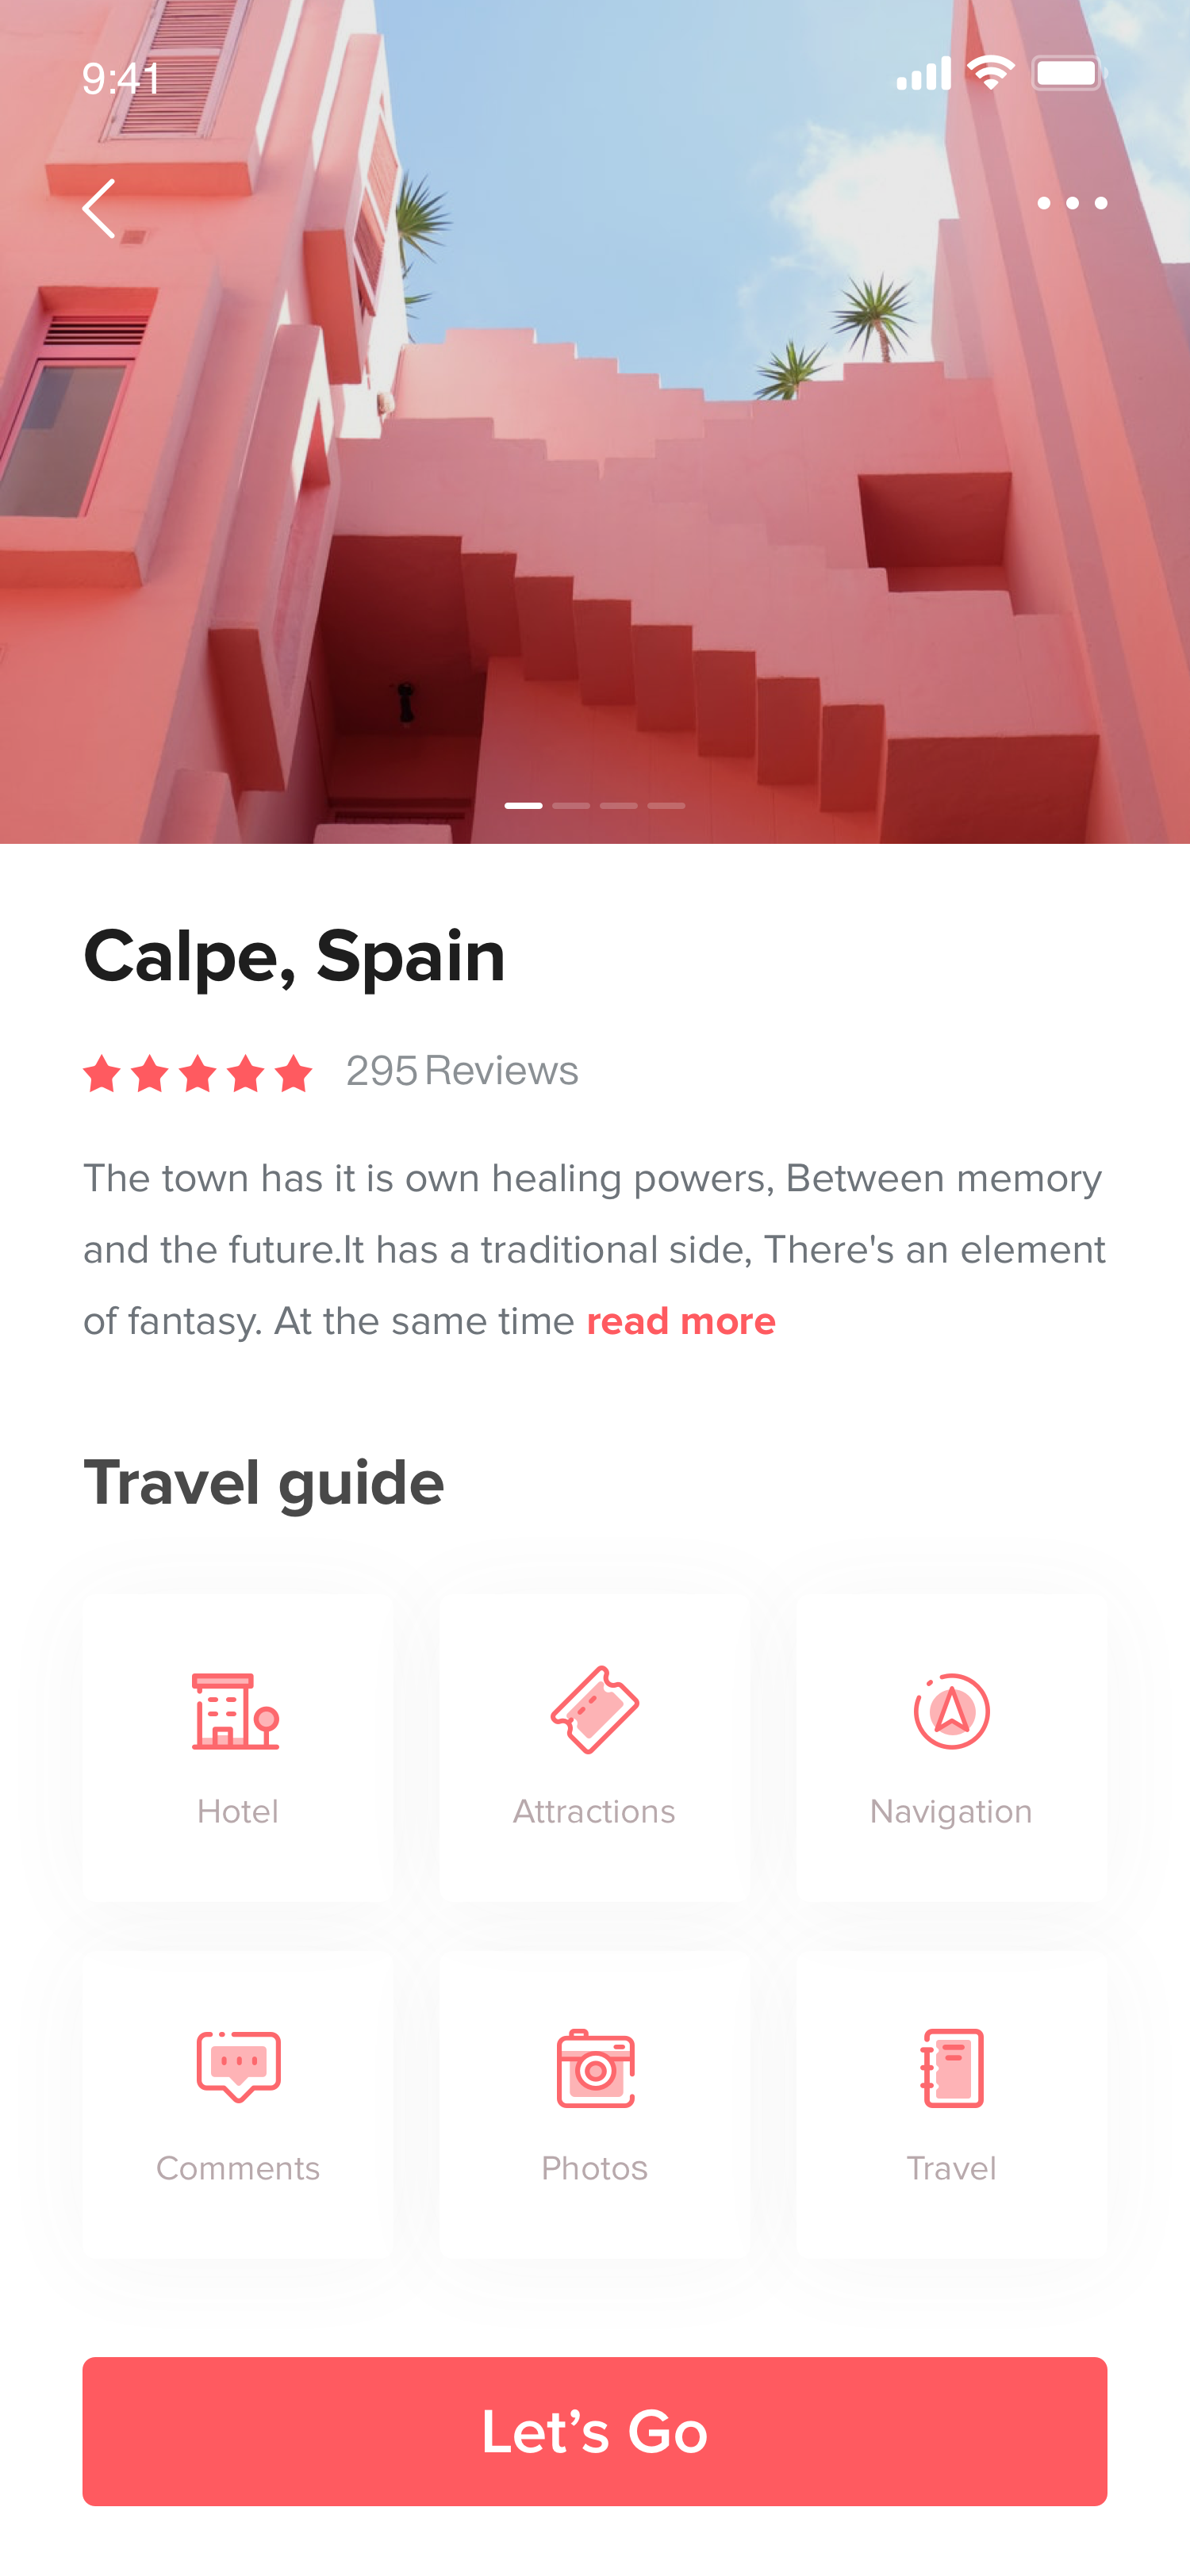 9:41
Calpe, Spain
295 Reviews
The town has it is own healing powers, Between memory
and the future.It has a traditional side, There's an element
of fantasy. At the same time read more
Travel guide
Hotel
Attractions
Navigation
Comments
Photos
Travel
Let’s Go